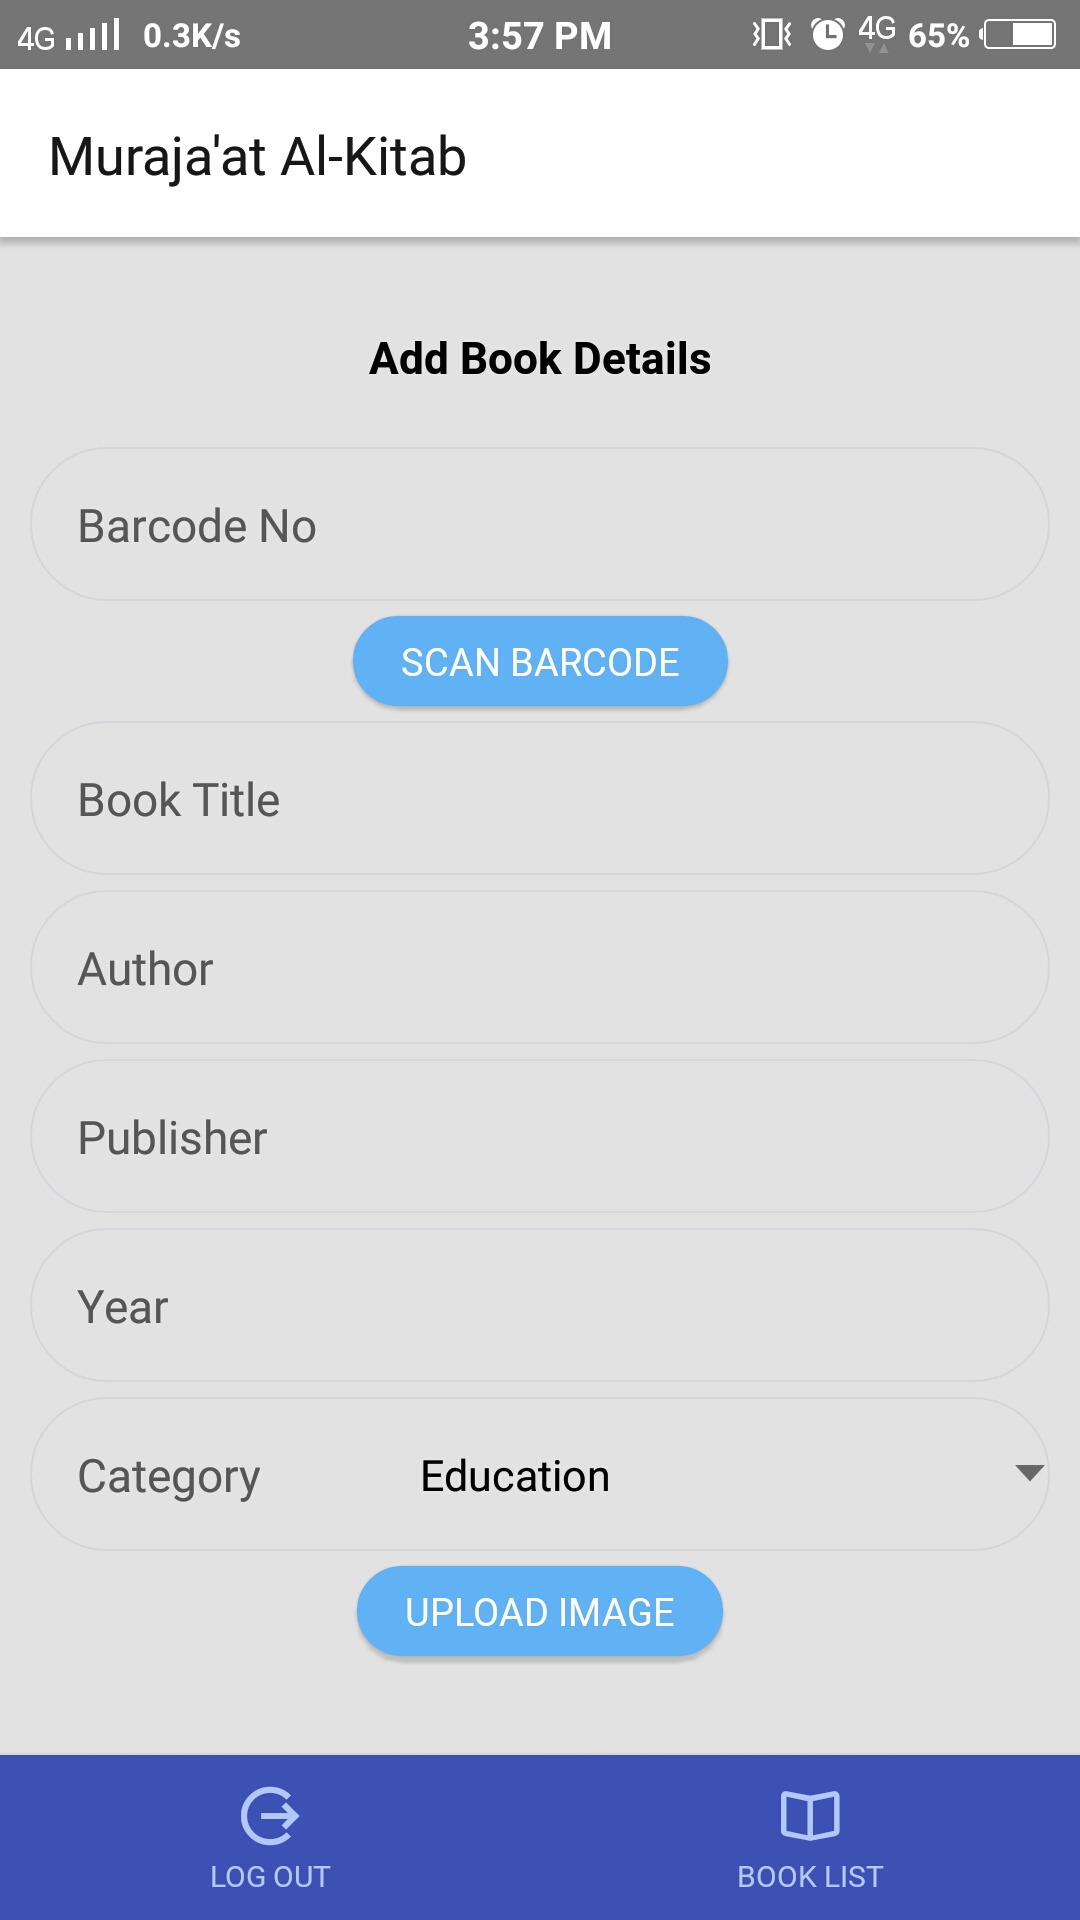 4G 0.3K/s 3:57 PM 4G 65%
Muraja'at Al-Kitab
Add Book Details
Barcode No
SCAN BARCODE
Book Title
Author
Publisher
Year
Category Education
UPLOAD IMAGE
LOG OUT BOOK LIST